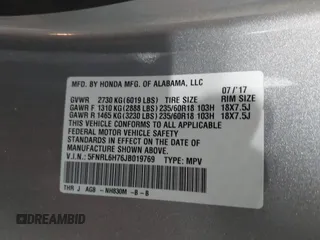 MFD. BY HONDA MFG. OF ALABAMA, LLC
07/'17
GVWR 2730 KG (6019 LBS)
RIM SIZE
GAWR F 1310 KG (2888 LBS) 235/60R18 103H 18X7.5J
GAWR R 1465 KG (3230 LBS) 235/60R18 103H 18X7.5J
THIS VEHICLE CONFORMS TO ALL APPLICABLE
FEDERAL MOTOR VEHICLE SAFETY STANDARDS
IN EFFECT ON THE DATE OF MANUFACTURE SHOWN
ABOVE.
V.I.N.: 5FNRL6H76JB019769 TYPE: MPV
THR J AG8 -NH830M -B-B
DREAMBID